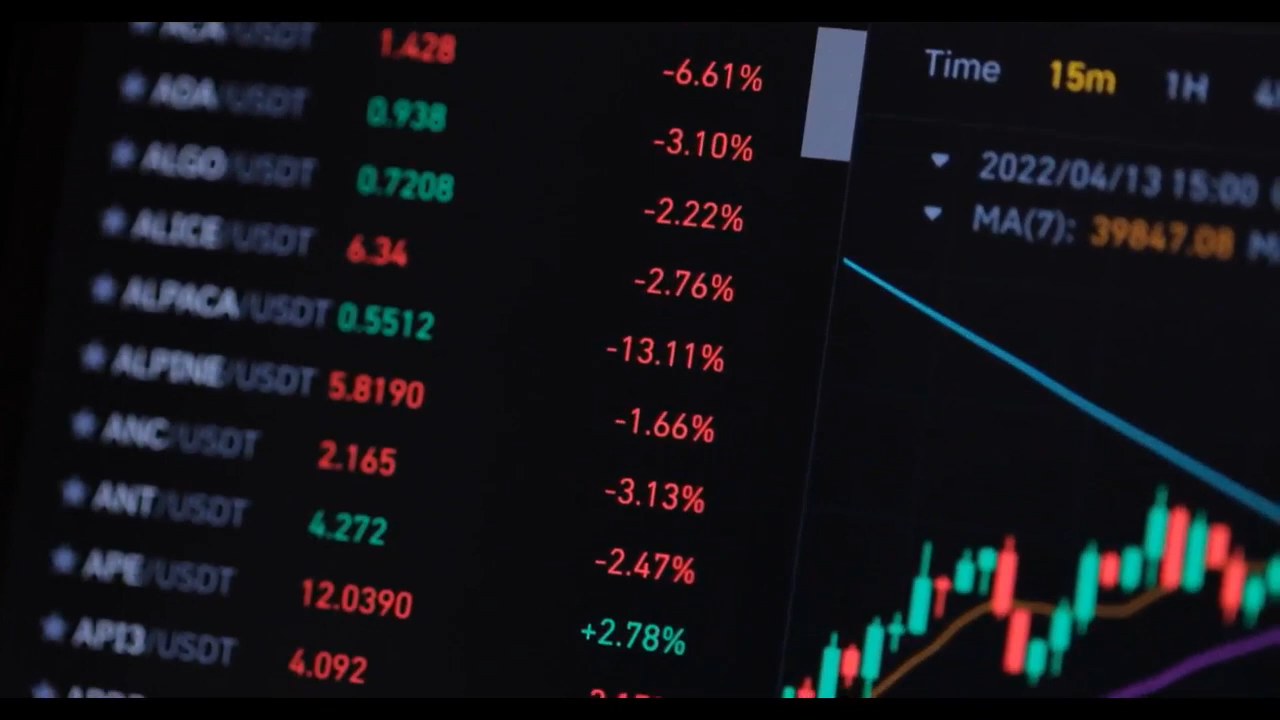 ACA/USDT 1.428 -6.61%
ADA/USDT 0.938 -3.10%
ALGO/USDT 0.7208 -2.22%
ALICE/USDT 6.34 -2.76%
ALPACA/USDT 0.5512 -13.11%
ALPINE/USDT 5.8190 -1.66%
ANC/USDT 2.165 -3.13%
ANT/USDT 4.272 -2.47%
APE/USDT 12.0390 +2.78%
API3/USDT 4.092
Time 15m 1H
2022/04/13 15:00
MA(7): 39847.08